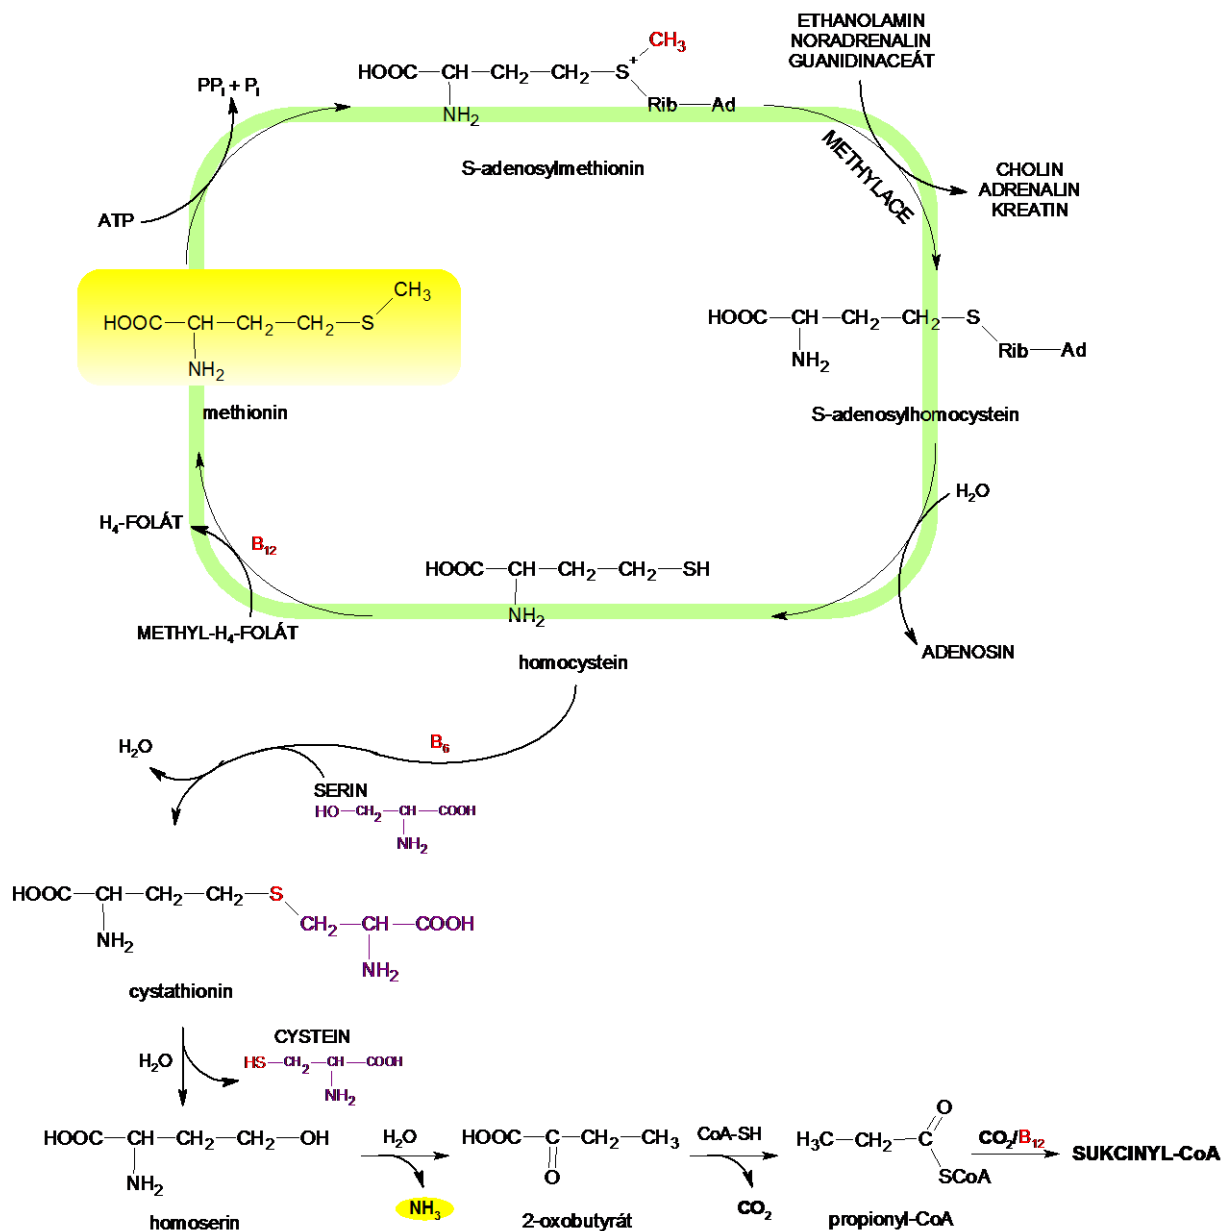 ETHANOLAMIN
NORADRENALIN
GUANIDINACEÁT
CH₃
HOOC—CH—CH₂—CH₂—S⁺
NH₂
Rib—Ad
PPᵢ + Pᵢ
S-adenosylmethionin
METHYLACE
CHOLIN
ADRENALIN
KREATIN
ATP
CH₃
HOOC—CH—CH₂—CH₂—S
NH₂
methionin
HOOC—CH—CH₂—CH₂—S
NH₂
Rib—Ad
S-adenosylhomocystein
H₂O
H₄-FOLÁT
B₁₂
METHYL-H₄-FOLÁT
HOOC—CH—CH₂—CH₂—SH
NH₂
homocystein
ADENOSIN
B₆
H₂O
SERIN
HO—CH₂—CH—COOH
NH₂
HOOC—CH—CH₂—CH₂—S
NH₂
CH₂—CH—COOH
NH₂
cystathionin
H₂O
CYSTEIN
HS—CH₂—CH—COOH
NH₂
HOOC—CH—CH₂—CH₂—OH
NH₂
homoserin
H₂O
NH₃
HOOC—C—CH₂—CH₃
O
2-oxobutyrát
CoA-SH
CO₂
H₃C—CH₂—C
O
SCoA
propionyl-CoA
CO₂/B₁₂
SUKCINYL-CoA